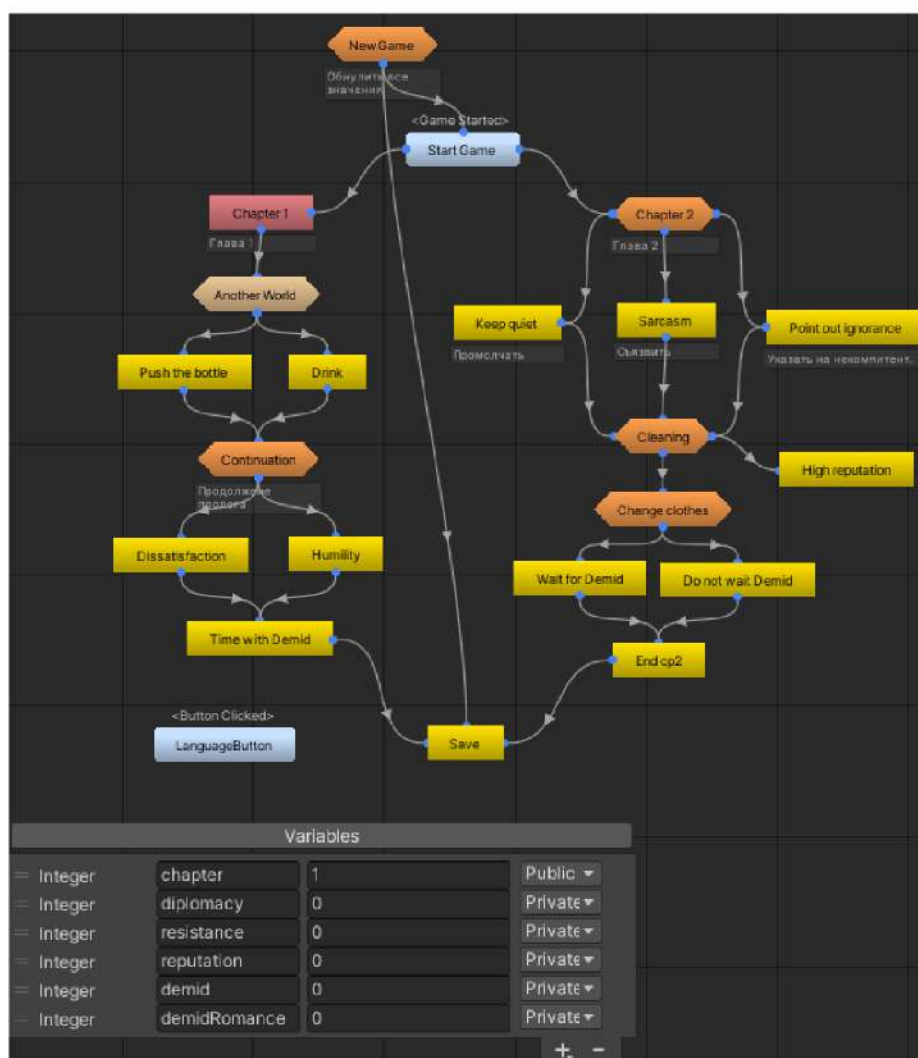 New Game
Обнулить все
значения
<Game Started>
Start Game
Chapter 1
Глава 1
Chapter 2
Глава 2
Another World
Keep quiet
Промолчать
Sarcasm
Съязвить
Point out ignorance
Указать на некомпитент..
Push the bottle
Drink
Cleaning
Continuation
Продолжене
пролога
High reputation
Change clothes
Dissatisfaction
Humility
Wait for Demid
Do not wait Demid
Time with Demid
End cp2
<Button Clicked>
LanguageButton
Save
Variables
Integer chapter 1 Public
Integer diplomacy 0 Private
Integer resistance 0 Private
Integer reputation 0 Private
Integer demid 0 Private
Integer demidRomance 0 Private
+ -